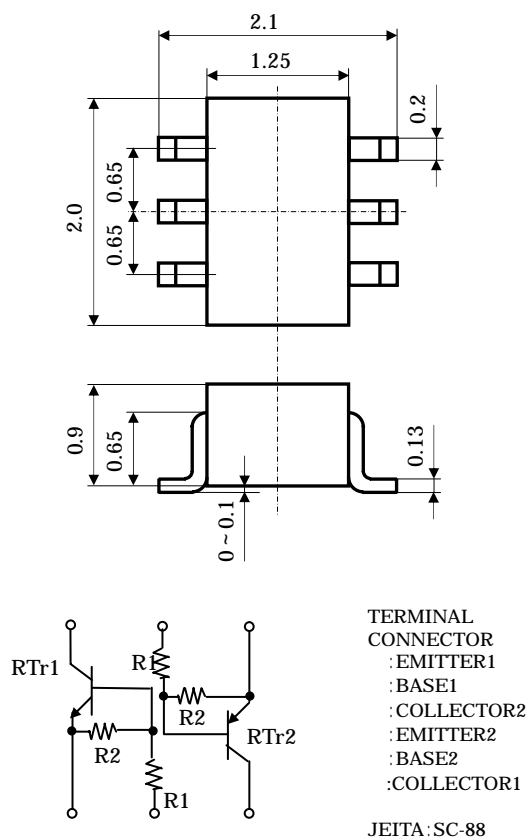 2.1
1.25
0.2
0.65
2.0
0.65
0.9
0.65
0.13
0~0.1
RTr1
R1
R2
R2
RTr2
R1
TERMINAL
CONNECTOR
:EMITTER1
:BASE1
:COLLECTOR2
:EMITTER2
:BASE2
:COLLECTOR1
JEITA:SC-88